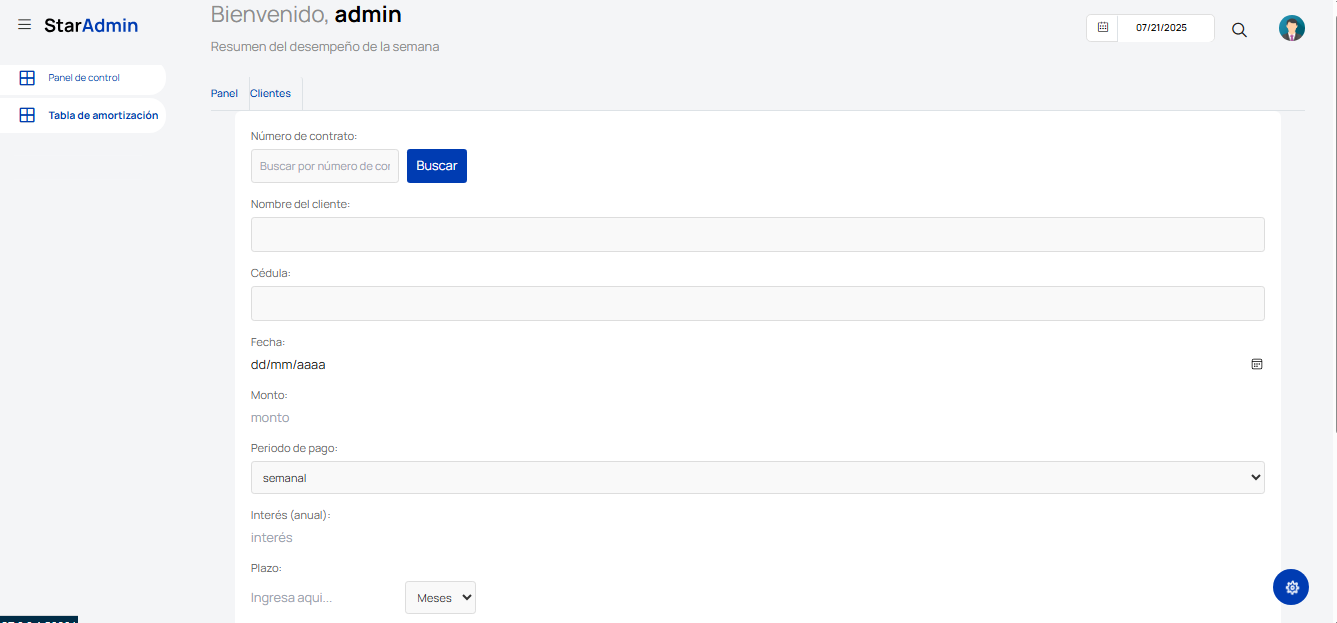 StarAdmin
Bienvenido, admin
Resumen del desempeño de la semana
07/21/2025
Panel de control
Tabla de amortización
Panel
Clientes
Número de contrato:
Buscar por número de cor
Buscar
Nombre del cliente:
Cédula:
Fecha:
dd/mm/aaaa
Monto:
monto
Periodo de pago:
semanal
Interés (anual):
interés
Plazo:
Ingresa aqui...
Meses